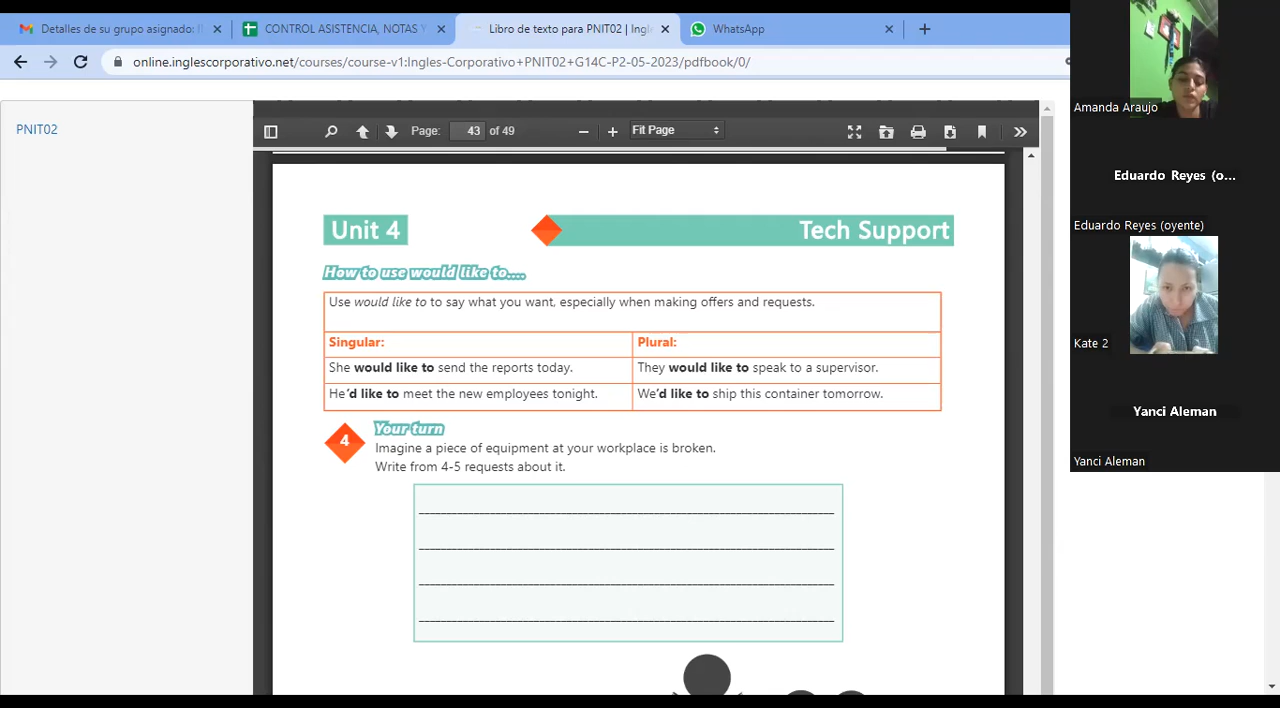 Detalles de su grupo asignado: I
CONTROL ASISTENCIA, NOTAS Y
Libro de texto para PNIT02 | Ingl
WhatsApp
online.inglescorporativo.net/courses/course-v1:Ingles-Corporativo+PNIT02+G14C-P2-05-2023/pdfbook/0/
PNIT02
Page: 43 of 49
Fit Page
Unit 4
Tech Support
How to use would like to....
Use would like to to say what you want, especially when making offers and requests.
Singular: Plural:
She would like to send the reports today. They would like to speak to a supervisor.
He'd like to meet the new employees tonight. We'd like to ship this container tomorrow.
4
Your turn
Imagine a piece of equipment at your workplace is broken.
Write from 4-5 requests about it.
Amanda Araujo
Eduardo Reyes (o...
Eduardo Reyes (oyente)
Kate 2
Yanci Aleman
Yanci Aleman